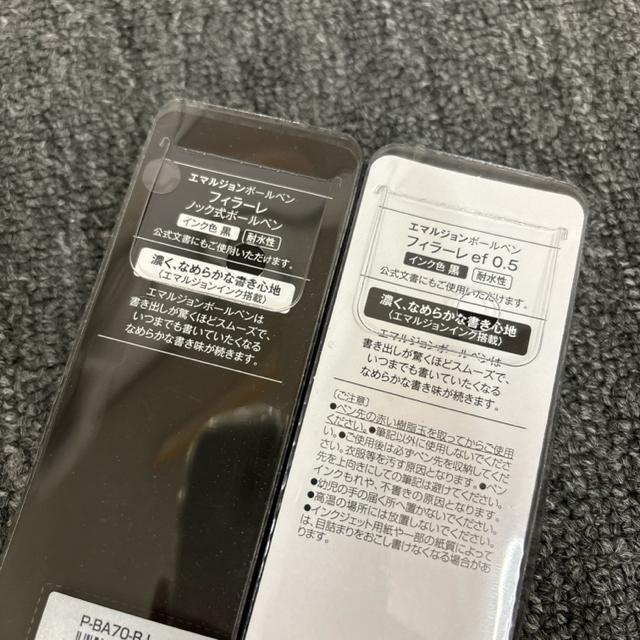 エマルジョンボールペン
フィラーレ
ノック式ボールペン
インク色 黒 耐水性
公式文書にもご使用いただけます。
濃く、なめらかな書き心地
〈エマルジョンインク搭載〉
エマルジョンボールペンは
書き出しが驚くほどスムーズで、
いつまでも書いていたくなる
なめらかな書き味が続きます。
P-BA70-B
エマルジョンボールペン
フィラーレ ef 0.5
インク色 黒 耐水性
公式文書にもご使用いただけます。
濃く、なめらかな書き心地
〈エマルジョンインク搭載〉
エマルジョンボールペンは
書き出しが驚くほどスムーズで、
いつまでも書いていたくなる
なめらかな書き味が続きます。
〔ご注意〕
●ペン先の赤い樹脂玉を取ってからご使用
ください。●筆記以外に使用しないでくださ
い。●ご使用後は必ずペン先を収納してくだ
さい。衣服等を汚す原因となります。●ペン
先を上向きにしての筆記は避けてください。
インクもれや、不書きの原因となります。
●幼児の手の届く所へ置かないでください。
●高温の場所には放置しないでください。
●インクジェット用紙や一部の紙質によって
は、目詰まりをおこし書けなくなる場合があ
ります。